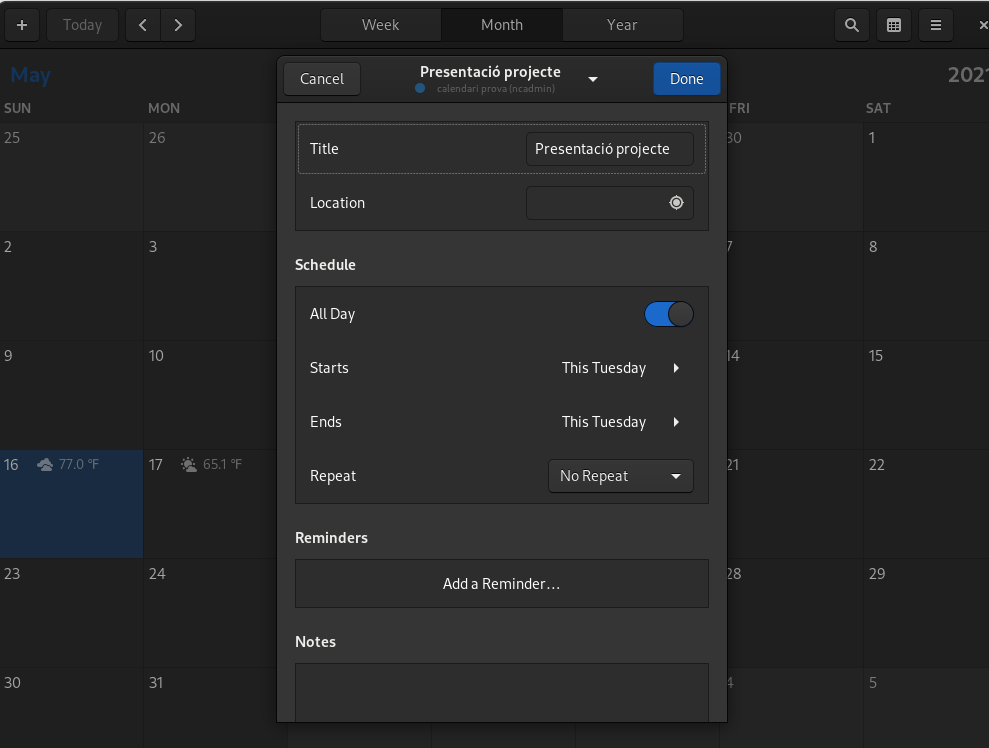 Today Week Month Year
May 2021
SUN MON FRI SAT
Cancel Presentació projecte Done
calendari prova (ncadmin)
25 26 30 1
Title Presentació projecte
Location
2 3 7 8
Schedule
All Day
9 10 14 15
Starts This Tuesday
Ends This Tuesday
16 77.0 °F 17 65.1 °F 21 22
Repeat No Repeat
Reminders
23 24 28 29
Add a Reminder…
Notes
30 31 4 5